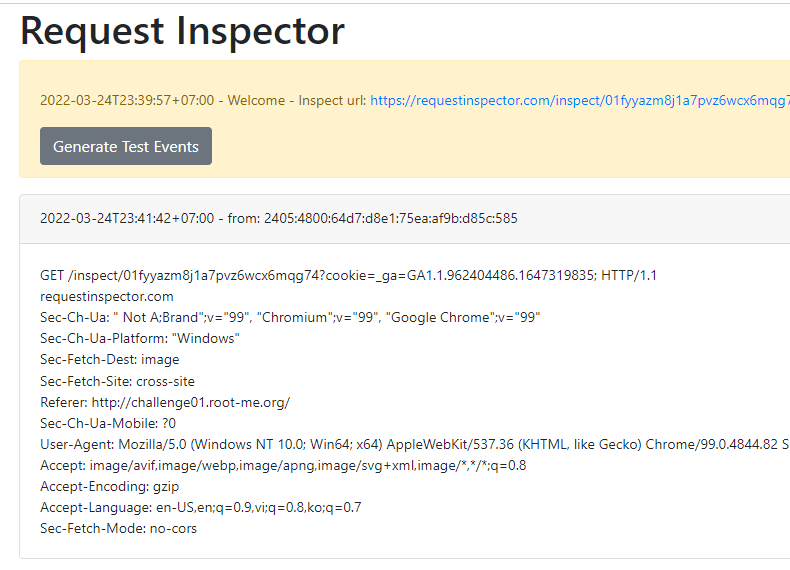 Request Inspector
2022-03-24T23:39:57+07:00 - Welcome - Inspect url: https://requestinspector.com/inspect/01fyyazm8j1a7pvz6wcx6mqg7
Generate Test Events
2022-03-24T23:41:42+07:00 - from: 2405:4800:64d7:d8e1:75ea:af9b:d85c:585
GET /inspect/01fyyazm8j1a7pvz6wcx6mqg74?cookie=_ga=GA1.1.962404486.1647319835; HTTP/1.1
requestinspector.com
Sec-Ch-Ua: " Not A;Brand";v="99", "Chromium";v="99", "Google Chrome";v="99"
Sec-Ch-Ua-Platform: "Windows"
Sec-Fetch-Dest: image
Sec-Fetch-Site: cross-site
Referer: http://challenge01.root-me.org/
Sec-Ch-Ua-Mobile: ?0
User-Agent: Mozilla/5.0 (Windows NT 10.0; Win64; x64) AppleWebKit/537.36 (KHTML, like Gecko) Chrome/99.0.4844.82 S
Accept: image/avif,image/webp,image/apng,image/svg+xml,image/*,*/*;q=0.8
Accept-Encoding: gzip
Accept-Language: en-US,en;q=0.9,vi;q=0.8,ko;q=0.7
Sec-Fetch-Mode: no-cors